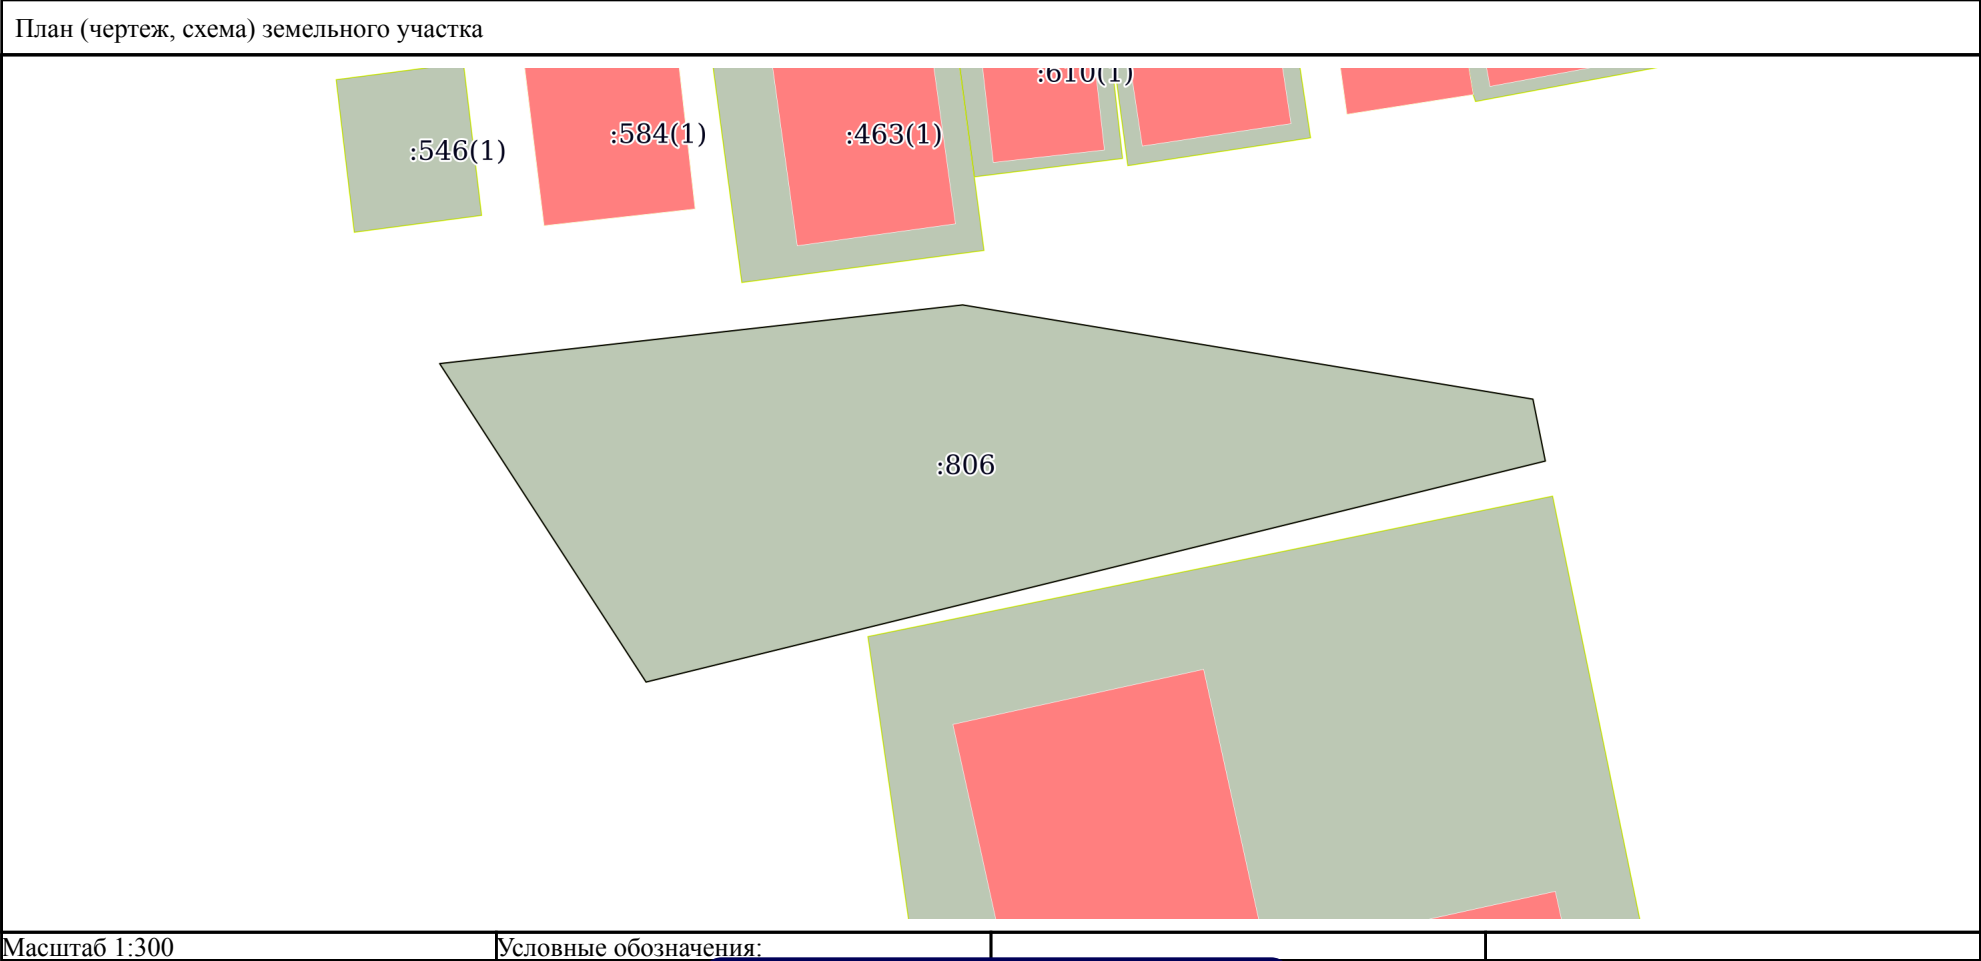 План (чертеж, схема) земельного участка
:610(1)
:584(1)
:463(1)
:546(1)
:806
Масштаб 1:300
Условные обозначения: